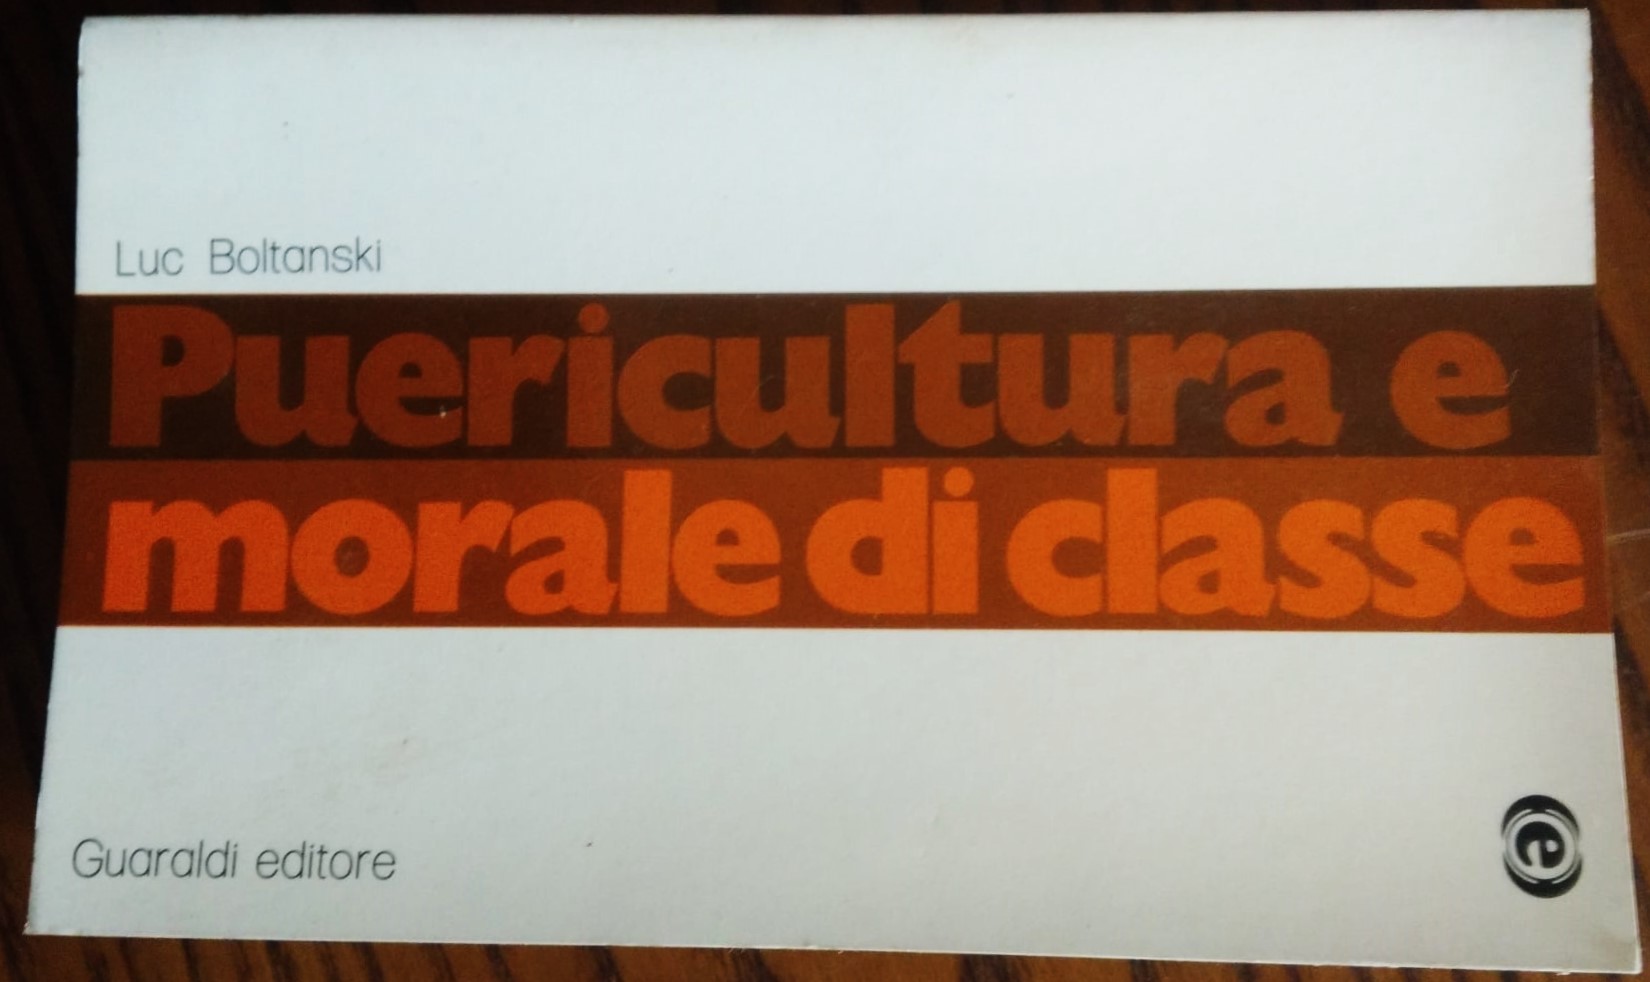 Luc Boltanski
Puericultura e
morale di classe
Guaraldi editore
e